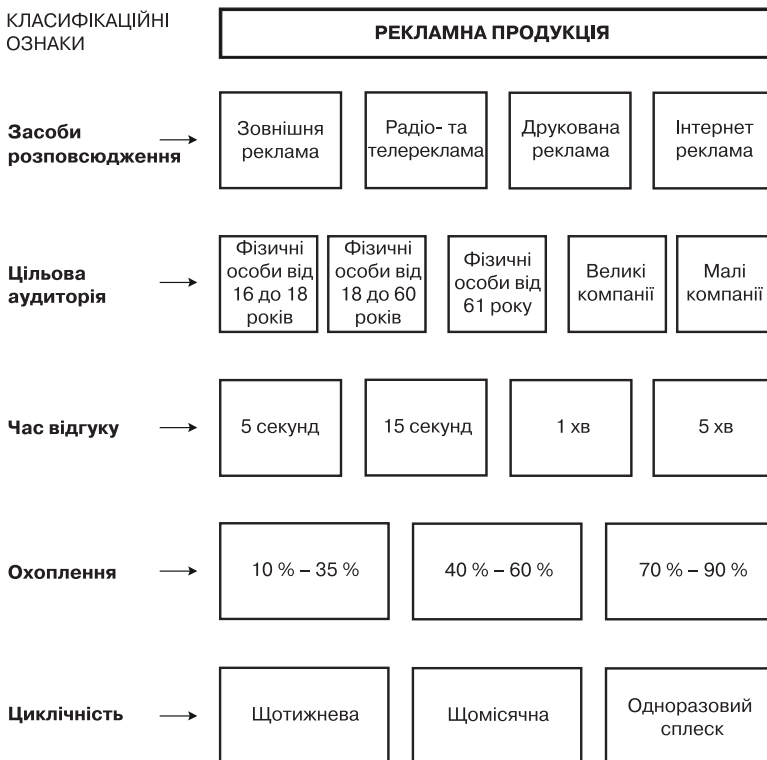 КЛАСИФІКАЦІЙНІ
ОЗНАКИ
РЕКЛАМНА ПРОДУКЦІЯ
Засоби
розповсюдження
Зовнішня
реклама
Радіо- та
телереклама
Друкована
реклама
Інтернет
реклама
Цільова
аудиторія
Фізичні
особи від
16 до 18
років
Фізичні
особи від
18 до 60
років
Фізичні
особи від
61 року
Великі
компанії
Малі
компанії
Час відгуку
5 секунд
15 секунд
1 хв
5 хв
Охоплення
10 % – 35 %
40 % – 60 %
70 % – 90 %
Циклічність
Щотижнева
Щомісячна
Одноразовий
сплеск